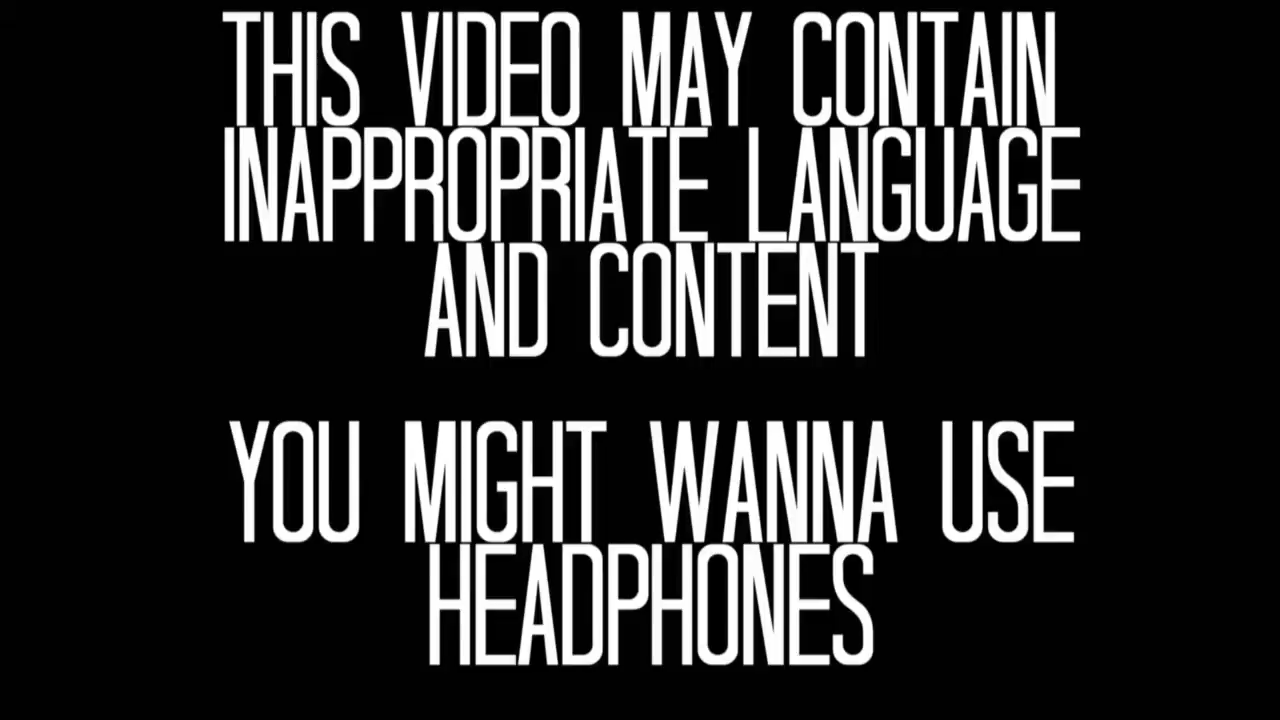 THIS VIDEO MAY CONTAIN
INAPPROPRIATE LANGUAGE
AND CONTENT
YOU MIGHT WANNA USE
HEADPHONES